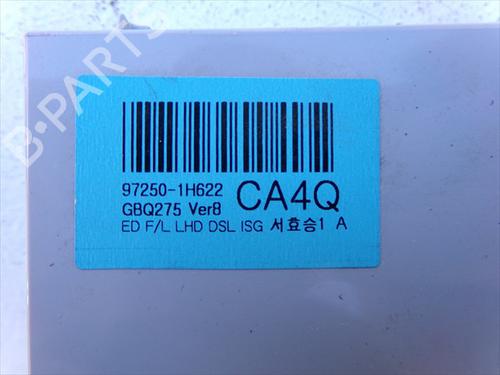 97250-1H622 CA4Q
GBQ275 Ver8
ED F/L LHD DSL ISG 서효승1 A
B-PARTS